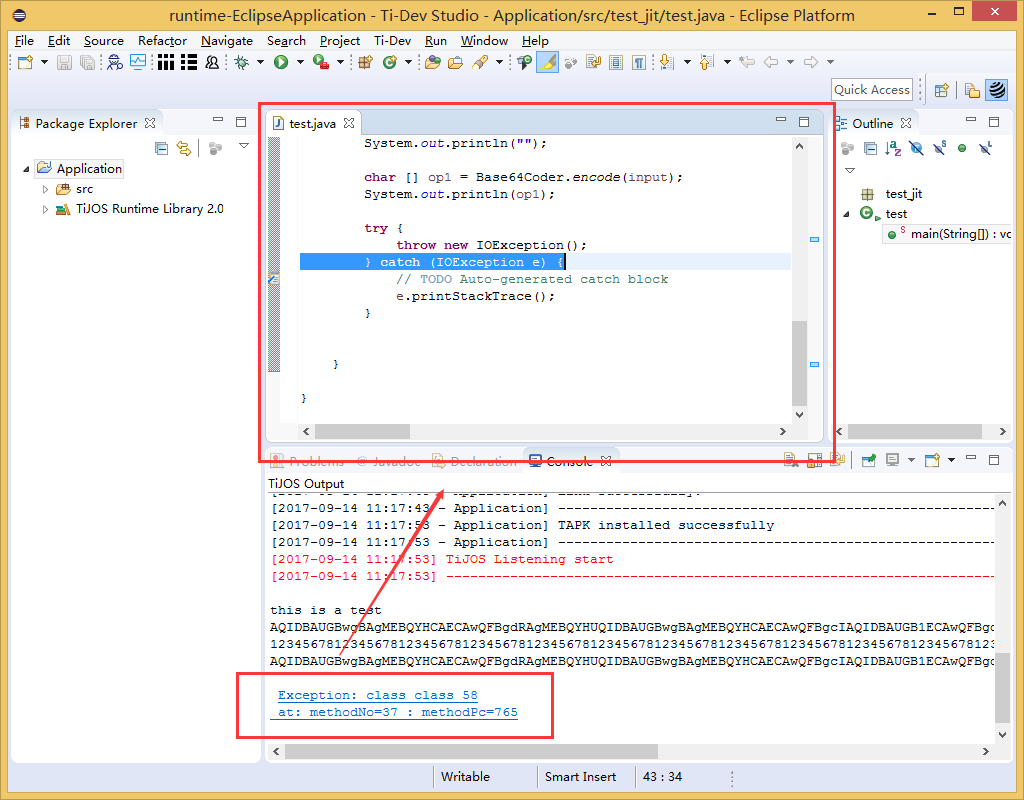 runtime-EclipseApplication - Ti-Dev Studio - Application/src/test_jit/test.java - Eclipse Platform
File Edit Source Refactor Navigate Search Project Ti-Dev Run Window Help
Quick Access
Package Explorer
Application
src
TiJOS Runtime Library 2.0
test.java
System.out.println("");
char [] op1 = Base64Coder.encode(input);
System.out.println(op1);
try {
throw new IOException();
} catch (IOException e) {
// TODO Auto-generated catch block
e.printStackTrace();
}
}
}
Outline
test_jit
test
main(String[]) : vo
Problems @ Javadoc Declaration Console
TiJOS Output
[2017-09-14 11:17:43 - Application] ------------------------------------------------------
[2017-09-14 11:17:53 - Application] TAPK installed successfully
[2017-09-14 11:17:53 - Application] ------------------------------------------------------
[2017-09-14 11:17:53] TiJOS Listening start
[2017-09-14 11:17:53] --------------------------------------------------------------------
this is a test
AQIDBAUGBwgBAgMEBQYHCAECAwQFBgdRAgMEBQYHUQIDBAUGBwgBAgMEBQYHCAECAwQFBgcIAQIDBAUGB1ECAwQFBgc
1234567812345678123456781234567812345678123456781234567812345678123456781234567812345678123
AQIDBAUGBwgBAgMEBQYHCAECAwQFBgdRAgMEBQYHUQIDBAUGBwgBAgMEBQYHCAECAwQFBgcIAQIDBAUGB1ECAwQFBgc
Exception: class class 58
at: methodNo=37 : methodPc=765
Writable Smart Insert 43 : 34